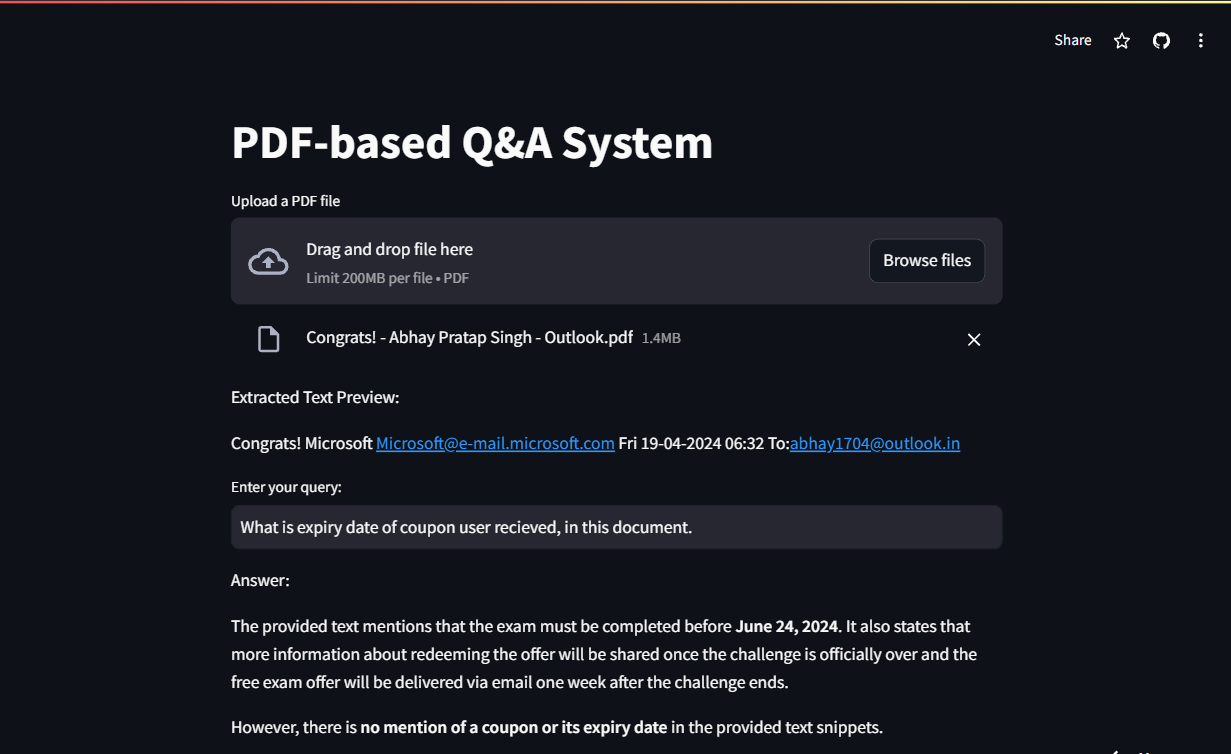 Share
PDF-based Q&A System
Upload a PDF file
Drag and drop file here
Limit 200MB per file • PDF
Browse files
Congrats! - Abhay Pratap Singh - Outlook.pdf 1.4MB
Extracted Text Preview:
Congrats! Microsoft Microsoft@e-mail.microsoft.com Fri 19-04-2024 06:32 To:abhay1704@outlook.in
Enter your query:
What is expiry date of coupon user recieved, in this document.
Answer:
The provided text mentions that the exam must be completed before June 24, 2024. It also states that
more information about redeeming the offer will be shared once the challenge is officially over and the
free exam offer will be delivered via email one week after the challenge ends.
However, there is no mention of a coupon or its expiry date in the provided text snippets.